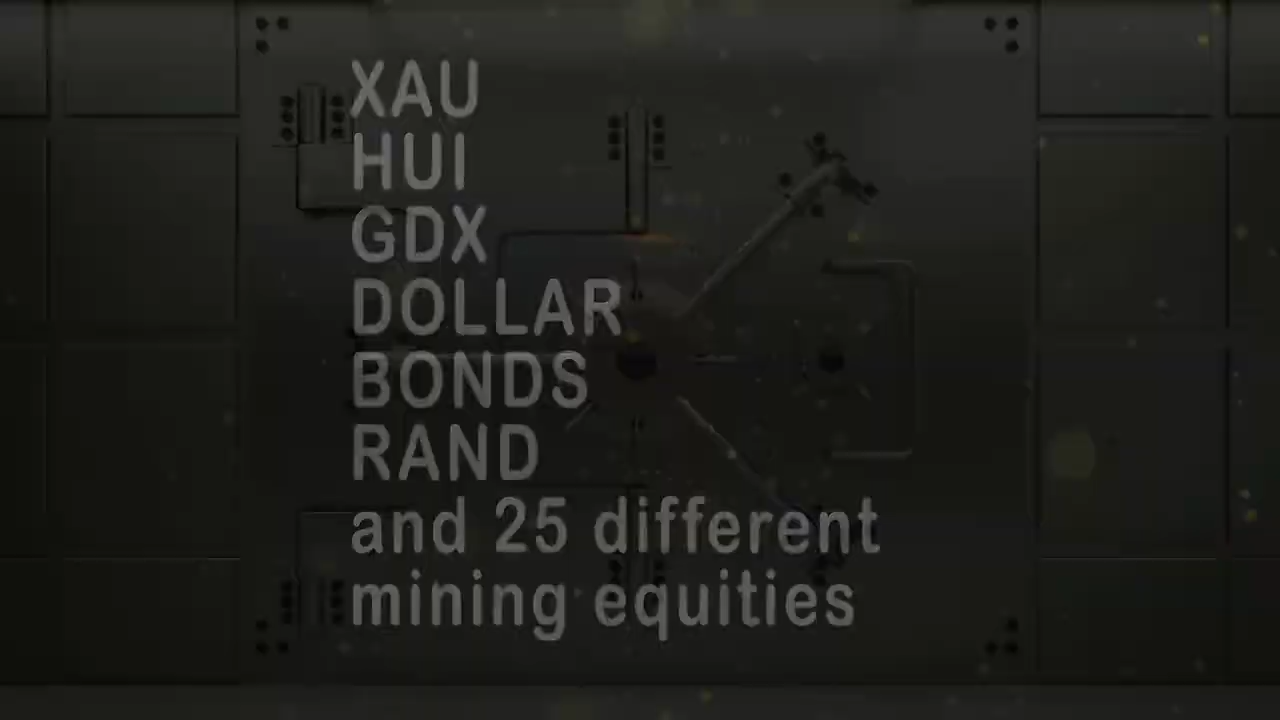 XAU
HUI
GDX
DOLLAR
BONDS
RAND
and 25 different
mining equities